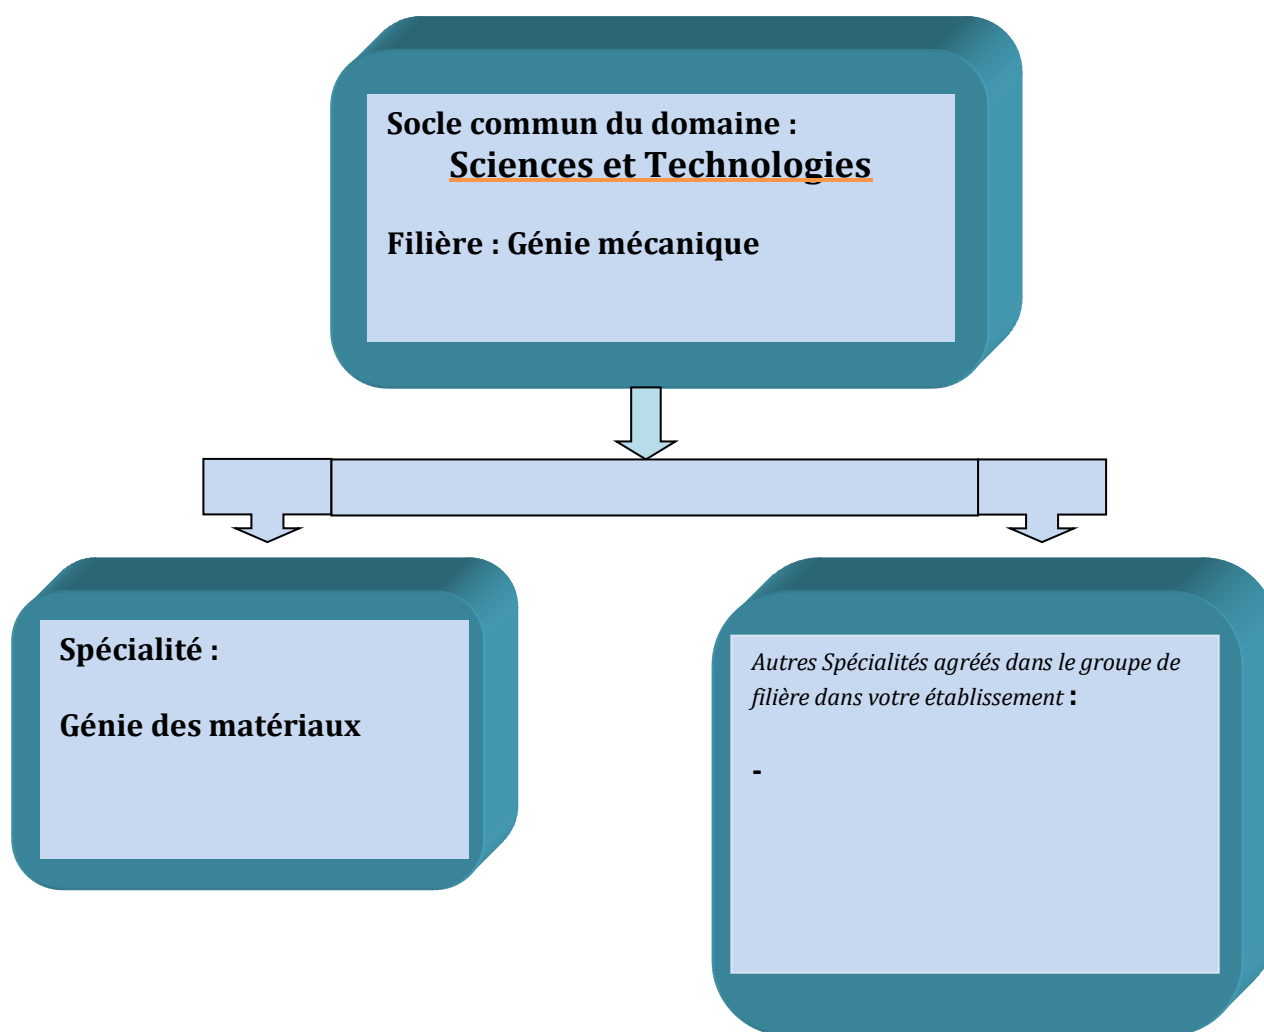 Socle commun du domaine :
Sciences et Technologies
Filière : Génie mécanique
Spécialité :
Génie des matériaux
Autres Spécialités agréés dans le groupe de
filière dans votre établissement :
-